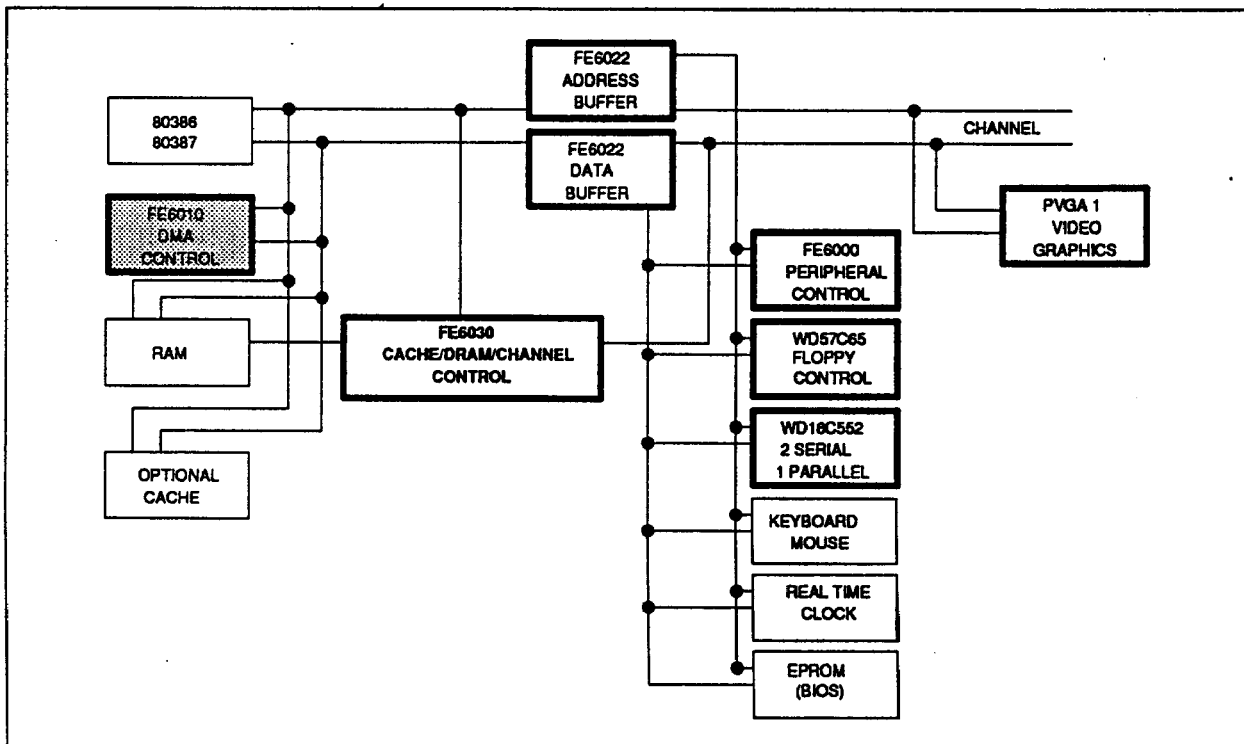 FE6022
ADDRESS
BUFFER
80386
80387
CHANNEL
FE6022
DATA
BUFFER
FE6010
DMA
CONTROL
PVGA 1
VIDEO
GRAPHICS
FE6000
PERIPHERAL
CONTROL
RAM
FE6030
CACHE/DRAM/CHANNEL
CONTROL
WD57C65
FLOPPY
CONTROL
WD16C552
2 SERIAL
1 PARALLEL
OPTIONAL
CACHE
KEYBOARD
MOUSE
REAL TIME
CLOCK
EPROM
(BIOS)